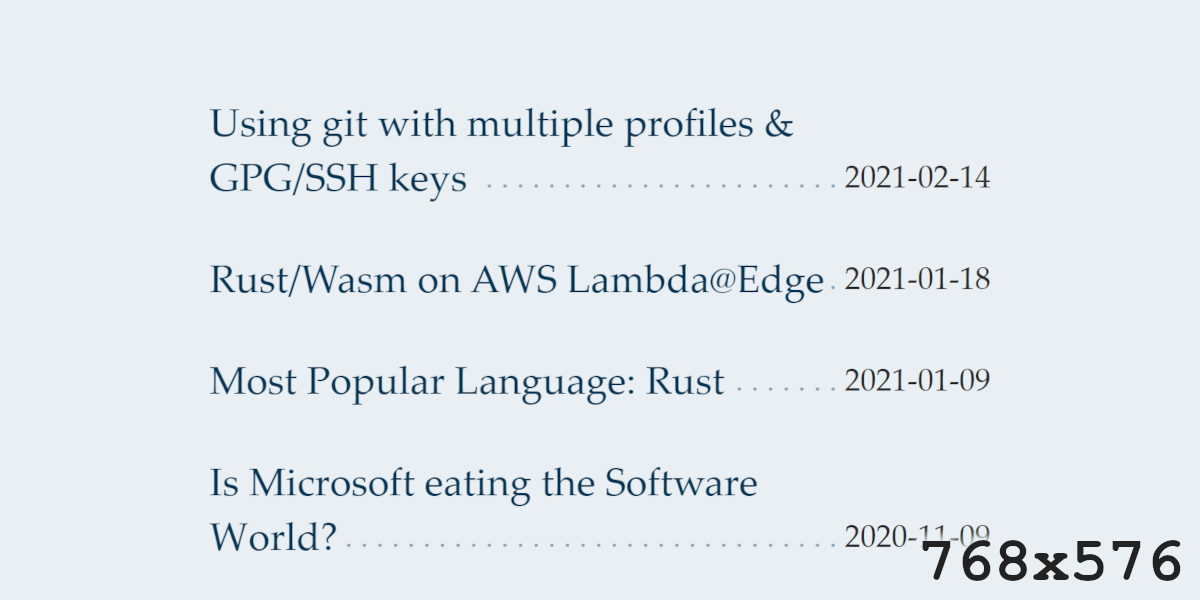 Using git with multiple profiles &
GPG/SSH keys . . . . . . . . . . . . . . . . . . . . . . . . . . . . 2021-02-14
Rust/Wasm on AWS Lambda@Edge . 2021-01-18
Most Popular Language: Rust . . . . . . . . 2021-01-09
Is Microsoft eating the Software
World? . . . . . . . . . . . . . . . . . . . . . . . . . . . . . . . . . . . . . . . 2020-11-09
768x576